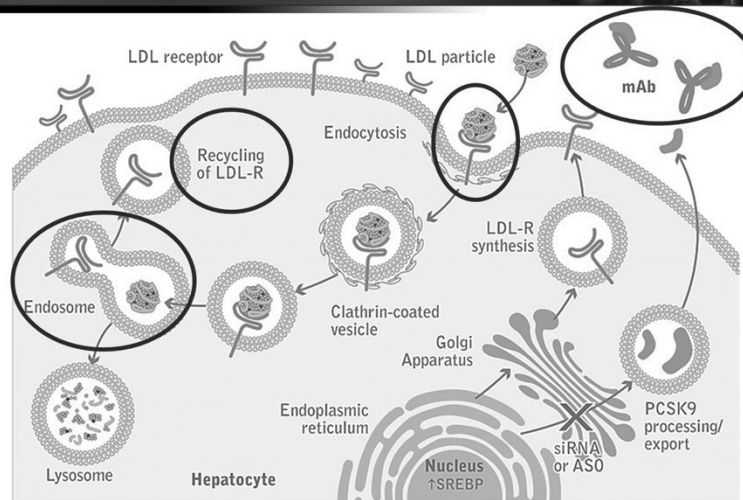 LDL receptor
LDL particle
mAb
Endocytosis
Recycling
of LDL-R
LDL-R
synthesis
Endosome
Clathrin-coated
vesicle
Golgi
Apparatus
Endoplasmic
reticulum
PCSK9
processing/
export
siRNA
or ASO
Lysosome
Hepatocyte
Nucleus
↑SREBP